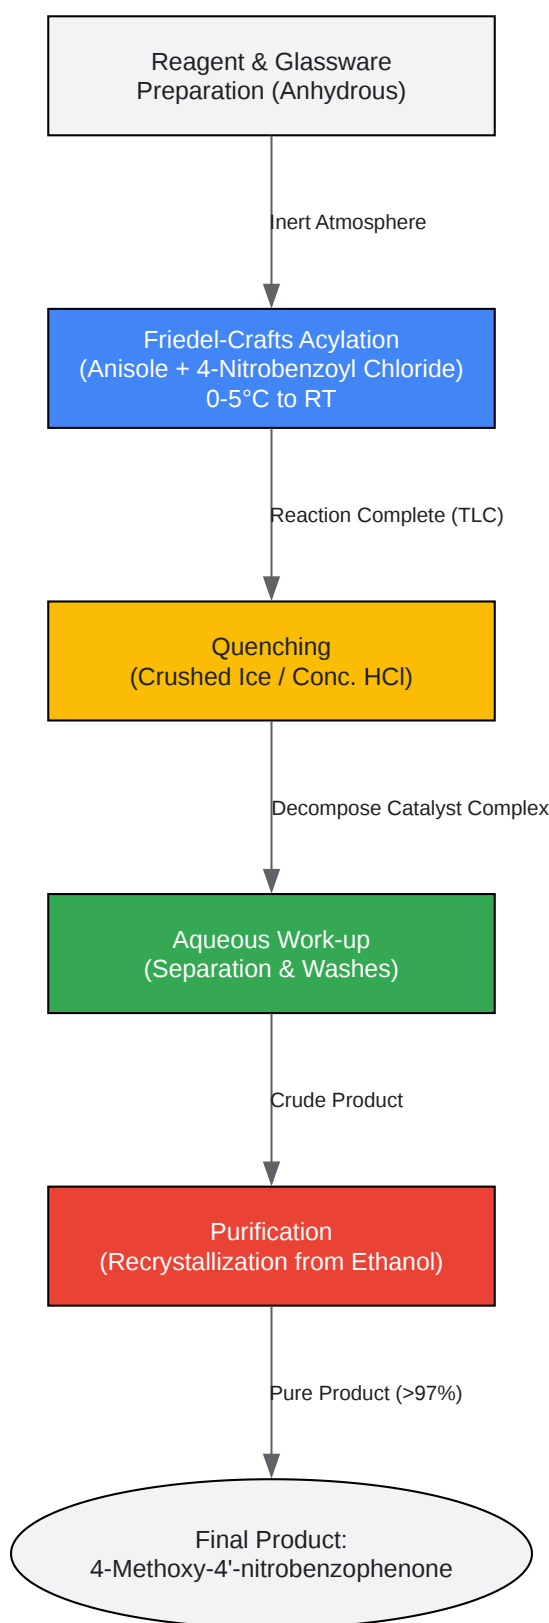 Reagent & Glassware
Preparation (Anhydrous)
Inert Atmosphere
Friedel-Crafts Acylation
(Anisole + 4-Nitrobenzoyl Chloride)
0-5°C to RT
Reaction Complete (TLC)
Quenching
(Crushed Ice / Conc. HCl)
Decompose Catalyst Complex
Aqueous Work-up
(Separation & Washes)
Crude Product
Purification
(Recrystallization from Ethanol)
Pure Product (>97%)
Final Product:
4-Methoxy-4'-nitrobenzophenone